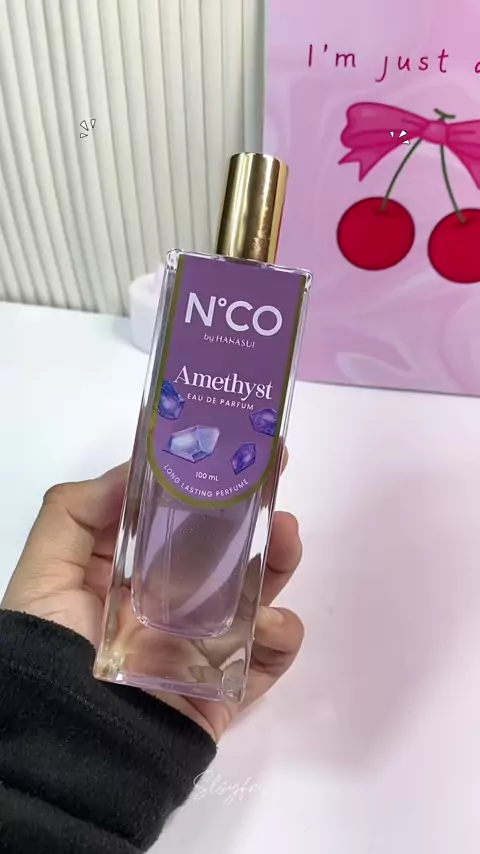 I'm just a
N°CO
by HANASUI
Amethyst
EAU DE PARFUM
100 mL
LONG LASTING PERFUME